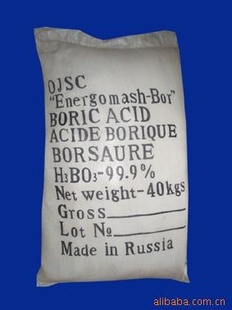 OJSC
"Energomash-Bor"
BORIC ACID
ACIDE BORIQUE
BORSAURE
H₃BO₃-99.9%
Net weight-40kgs
Gross
Lot №
Made in Russia
alibaba.com.cn